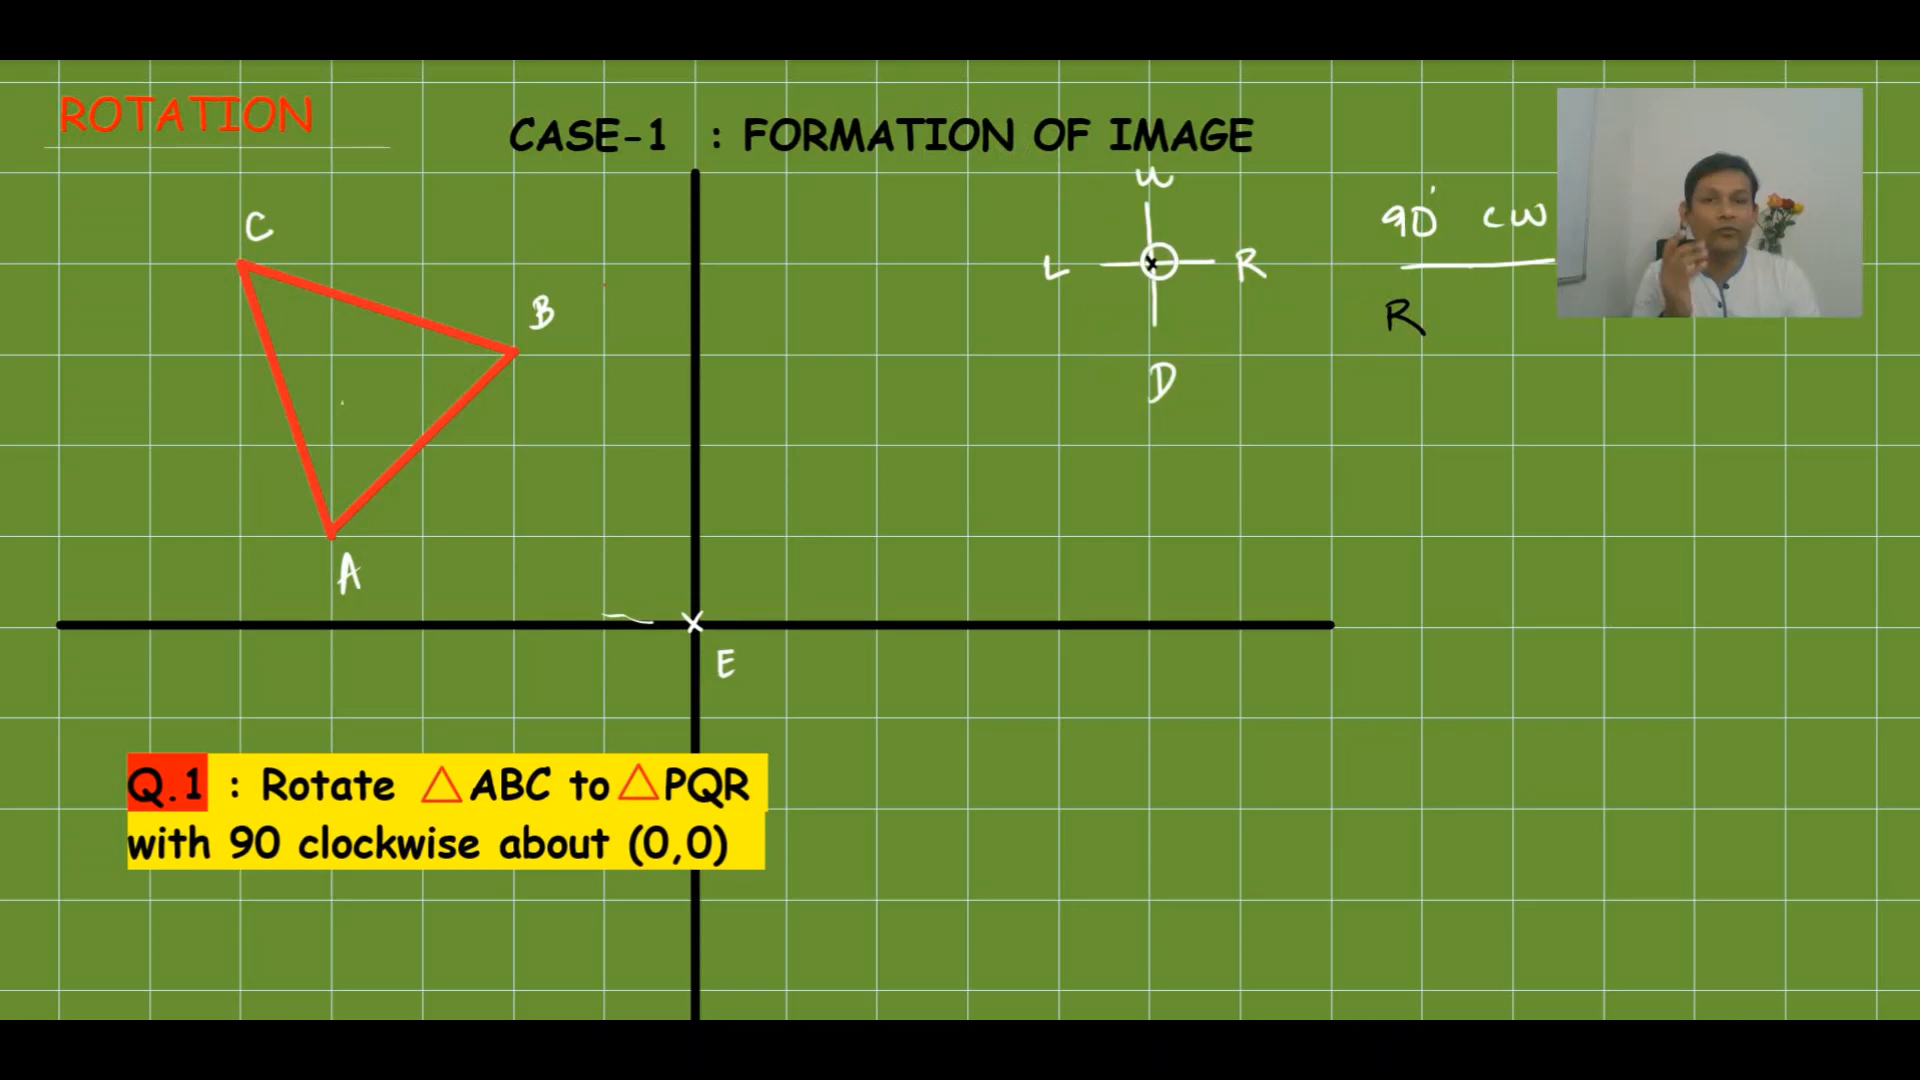 ROTATION
CASE-1 : FORMATION OF IMAGE
U
C
90° CW
L R
B
R
D
A
E
Q.1 : Rotate △ABC to △PQR
with 90 clockwise about (0,0)